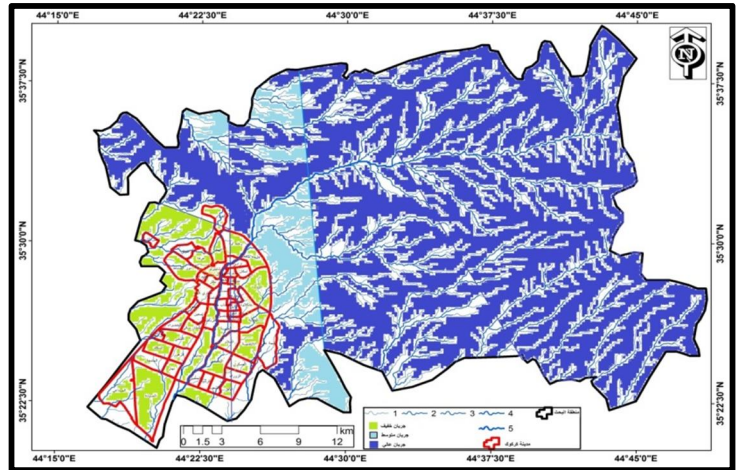 44°15'0"E 44°22'30"N 44°30'0"N 44°37'30"N 44°45'0"N
N
35°37'30"N 35°37'30"N
35°30'0"N 35°30'0"N
35°22'30"N 35°22'30"N
1 2 3 4 منطقة البحث
5
جريان خفيف
جريان متوسط
جريان عالي
مدينة كركوك
km
0 1.5 3 6 9 12
44°15'0"E 44°22'30"N 44°30'0"N 44°37'30"N 44°45'0"N